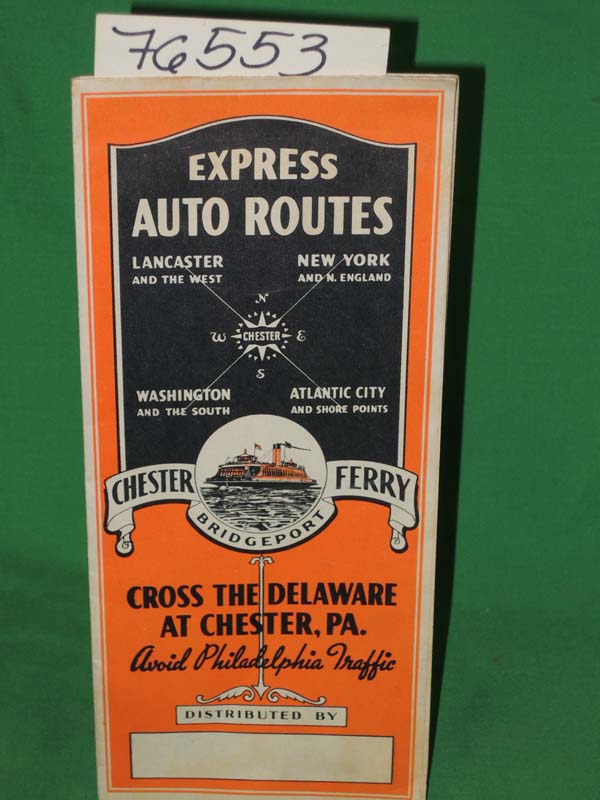 76553
EXPRESS
AUTO ROUTES
LANCASTER
AND THE WEST
NEW YORK
AND N. ENGLAND
N
W CHESTER E
S
WASHINGTON
AND THE SOUTH
ATLANTIC CITY
AND SHORE POINTS
CHESTER FERRY
BRIDGEPORT
CROSS THE DELAWARE
AT CHESTER, PA.
Avoid Philadelphia Traffic
DISTRIBUTED BY